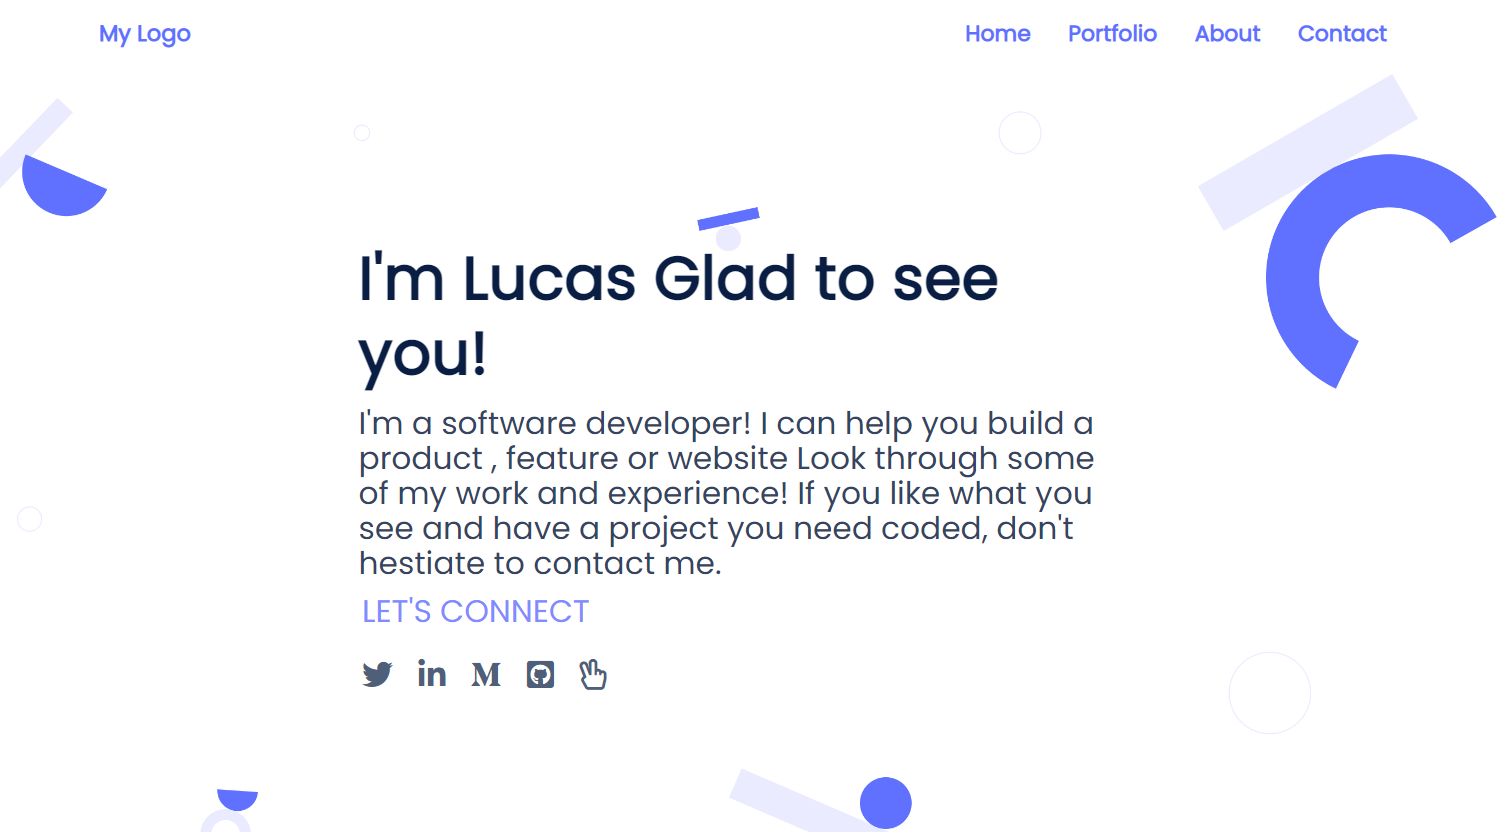 My Logo
Home Portfolio About Contact
I'm Lucas Glad to see
you!
I'm a software developer! I can help you build a
product , feature or website Look through some
of my work and experience! If you like what you
see and have a project you need coded, don't
hestiate to contact me.
LET'S CONNECT